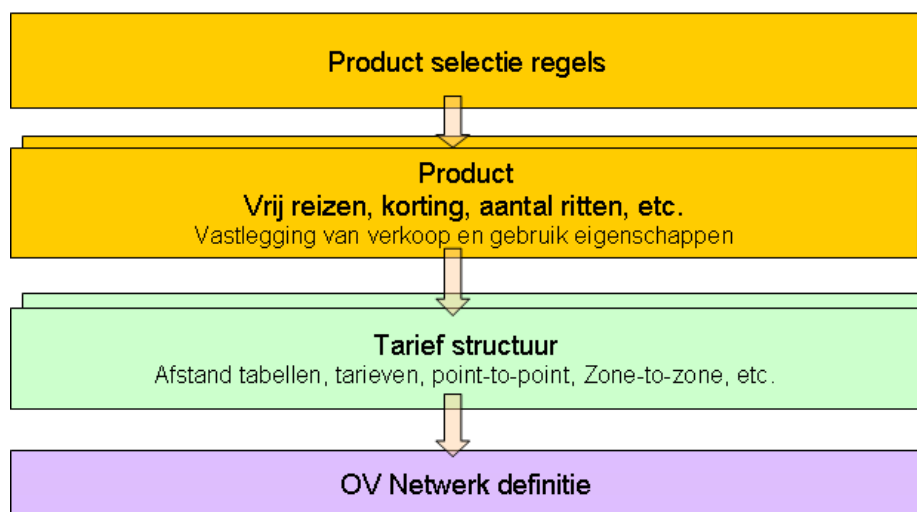 Product selectie regels
Product
Vrij reizen, korting, aantal ritten, etc.
Vastlegging van verkoop en gebruik eigenschappen
Tarief structuur
Afstand tabellen, tarieven, point-to-point, Zone-to-zone, etc.
OV Netwerk definitie